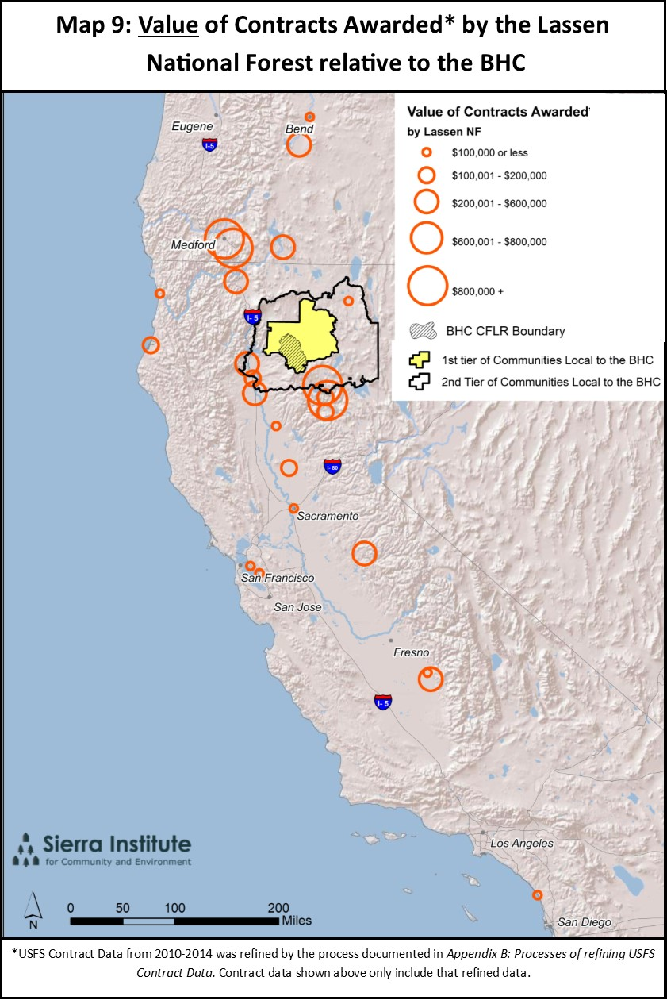 Map 9: Value of Contracts Awarded* by the Lassen
National Forest relative to the BHC
Value of Contracts Awarded'
by Lassen NF
$100,000 or less
$100,001 - $200,000
$200,001 - $600,000
$600,001 - $800,000
$800,000 +
BHC CFLR Boundary
1st tier of Communities Local to the BHC
2nd Tier of Communities Local to the BHC
Eugene
Bend
I-5
Medford
I- 5
I- 80
Sacramento
San Francisco
San Jose
Fresno
I- 5
Los Angeles
San Diego
Sierra Institute
for Community and Environment
N
0 50 100 200
Miles
*USFS Contract Data from 2010-2014 was refined by the process documented in Appendix B: Processes of refining USFS
Contract Data. Contract data shown above only include that refined data.